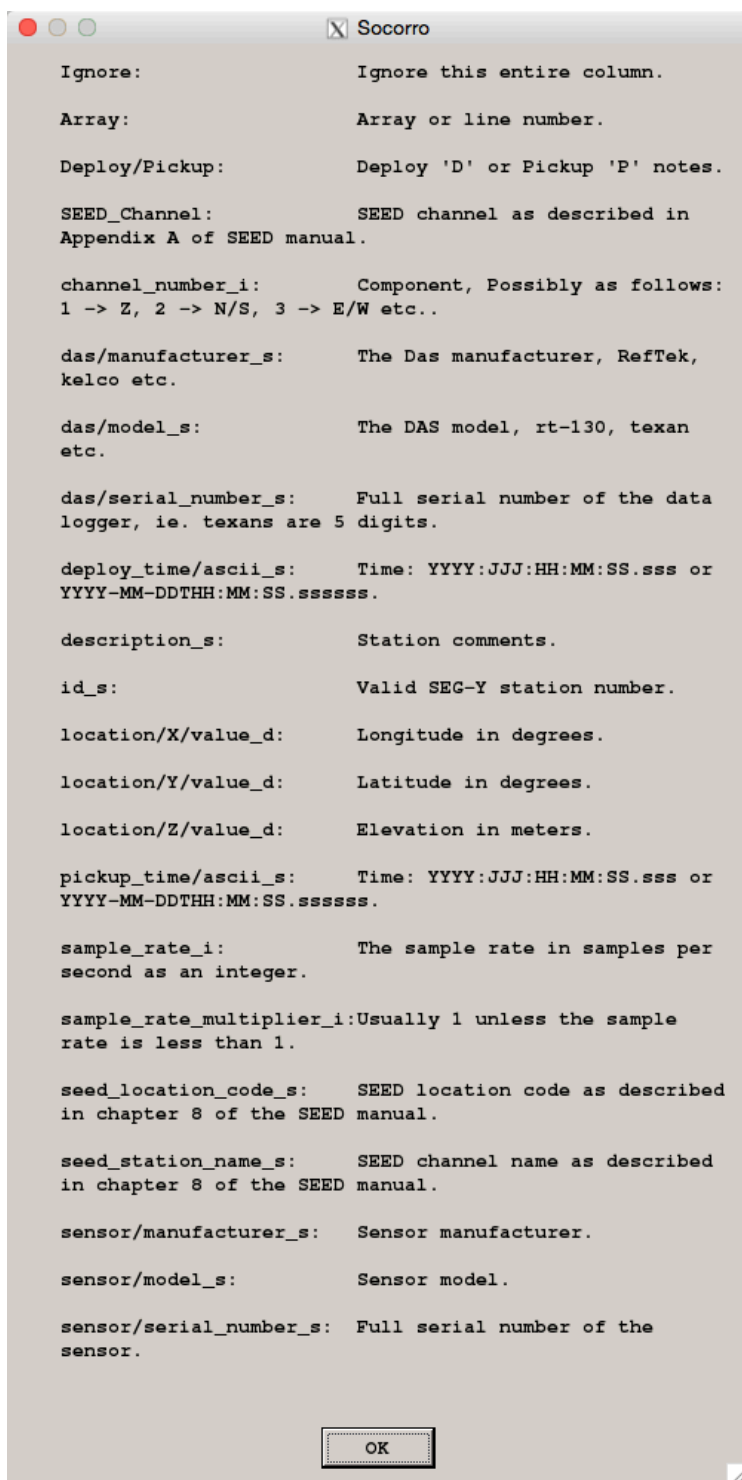 Socorro
Ignore: Ignore this entire column.
Array: Array or line number.
Deploy/Pickup: Deploy 'D' or Pickup 'P' notes.
SEED_Channel: SEED channel as described in
Appendix A of SEED manual.
channel_number_i: Component, Possibly as follows:
1 -> Z, 2 -> N/S, 3 -> E/W etc..
das/manufacturer_s: The Das manufacturer, RefTek,
kelco etc.
das/model_s: The DAS model, rt-130, texan
etc.
das/serial_number_s: Full serial number of the data
logger, ie. texans are 5 digits.
deploy_time/ascii_s: Time: YYYY:JJJ:HH:MM:SS.sss or
YYYY-MM-DDTHH:MM:SS.ssssss.
description_s: Station comments.
id_s: Valid SEG-Y station number.
location/X/value_d: Longitude in degrees.
location/Y/value_d: Latitude in degrees.
location/Z/value_d: Elevation in meters.
pickup_time/ascii_s: Time: YYYY:JJJ:HH:MM:SS.sss or
YYYY-MM-DDTHH:MM:SS.ssssss.
sample_rate_i: The sample rate in samples per
second as an integer.
sample_rate_multiplier_i:Usually 1 unless the sample
rate is less than 1.
seed_location_code_s: SEED location code as described
in chapter 8 of the SEED manual.
seed_station_name_s: SEED channel name as described
in chapter 8 of the SEED manual.
sensor/manufacturer_s: Sensor manufacturer.
sensor/model_s: Sensor model.
sensor/serial_number_s: Full serial number of the
sensor.
OK